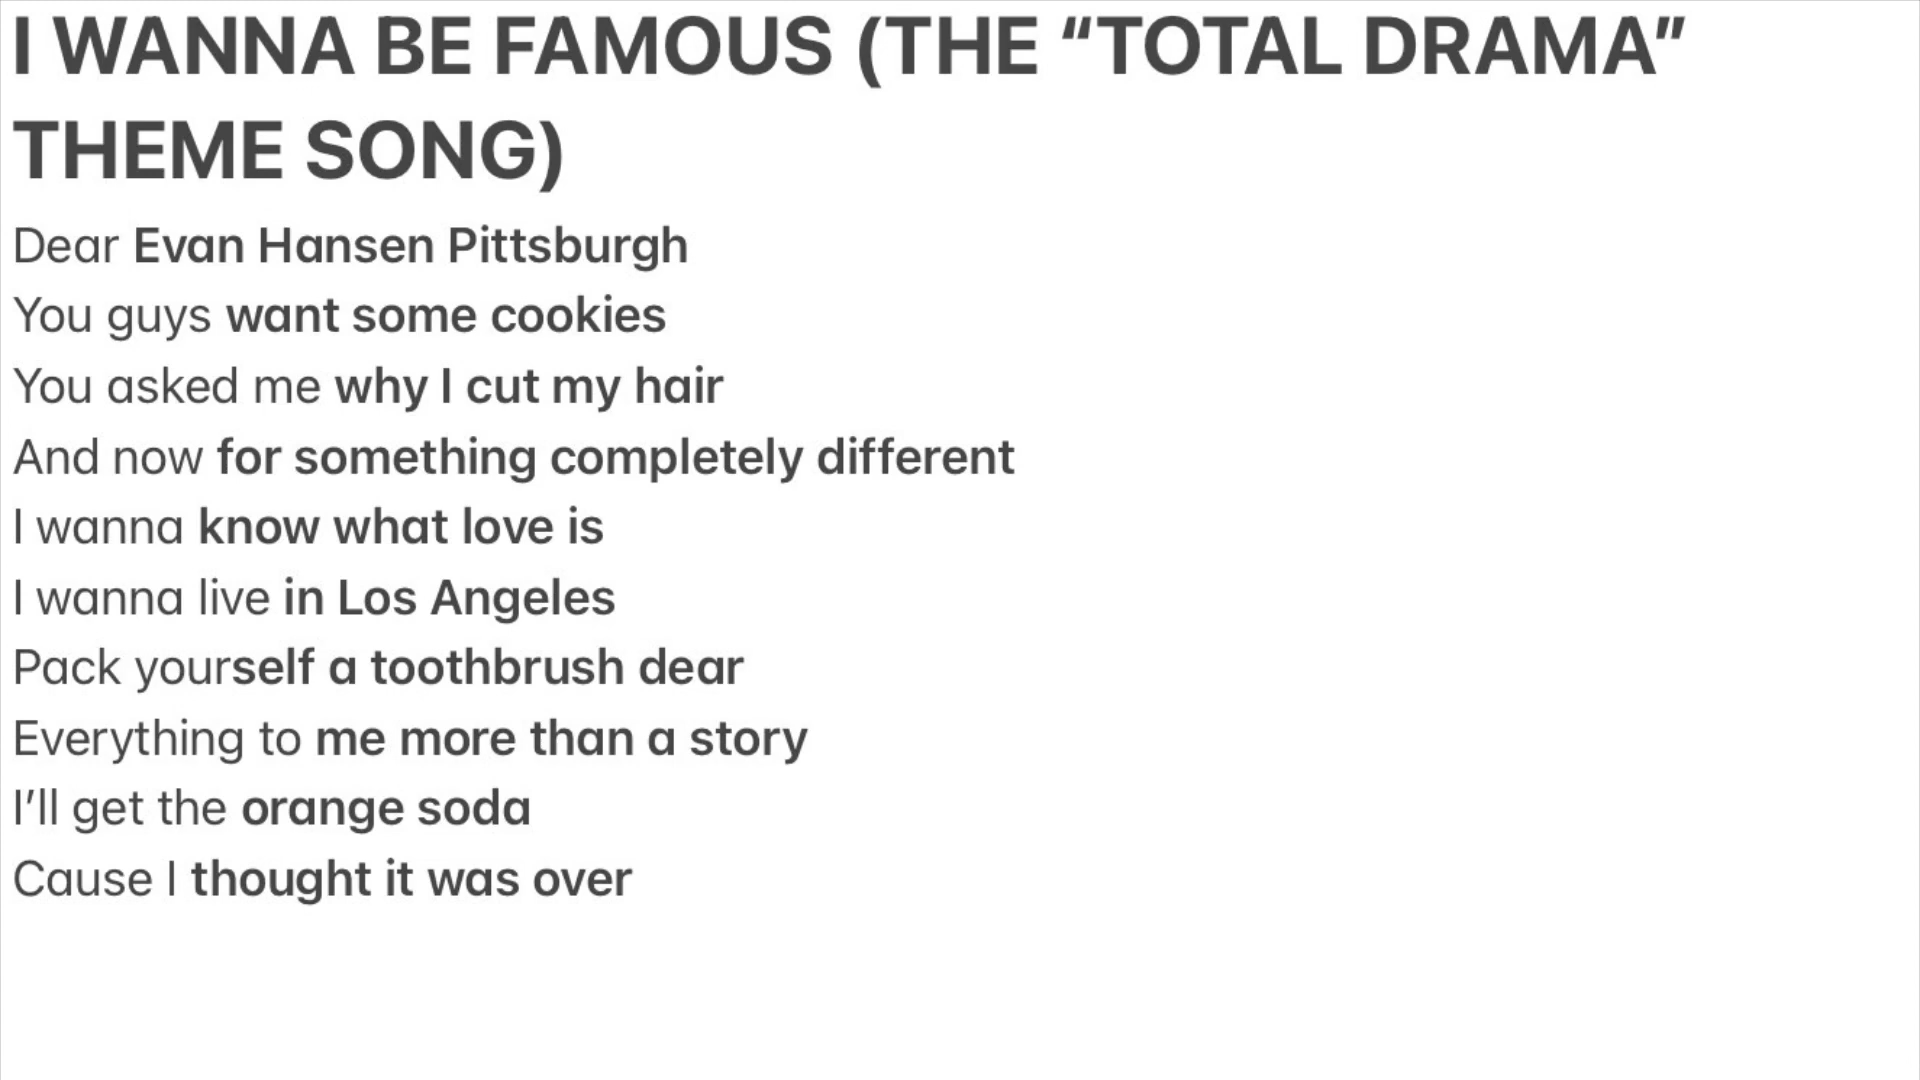 I WANNA BE FAMOUS (THE “TOTAL DRAMA”
THEME SONG)
Dear Evan Hansen Pittsburgh
You guys want some cookies
You asked me why I cut my hair
And now for something completely different
I wanna know what love is
I wanna live in Los Angeles
Pack yourself a toothbrush dear
Everything to me more than a story
I’ll get the orange soda
Cause I thought it was over